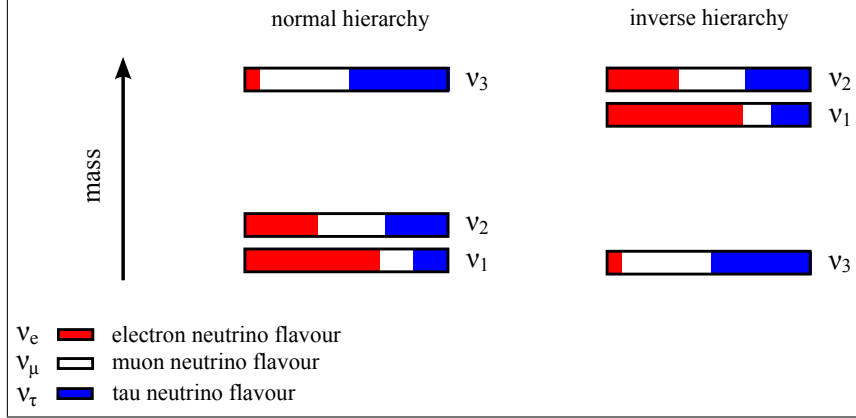 normal hierarchy
inverse hierarchy
mass
ν3
ν2
ν1
ν2
ν1
ν3
νe electron neutrino flavour
νμ muon neutrino flavour
ντ tau neutrino flavour